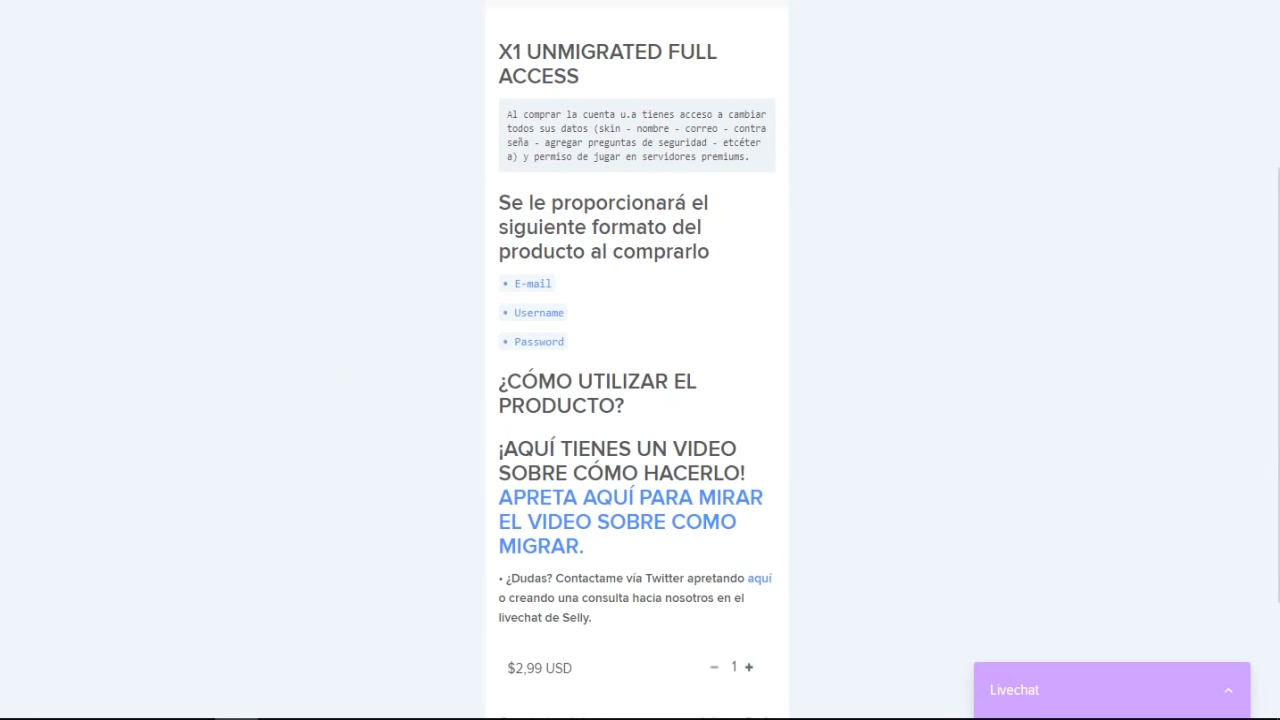 X1 UNMIGRATED FULL
ACCESS
Al comprar la cuenta u.a tienes acceso a cambiar
todos sus datos (skin - nombre - correo - contra
seña - agregar preguntas de seguridad - etcéter
a) y permiso de jugar en servidores premiums.
Se le proporcionará el
siguiente formato del
producto al comprarlo
• E-mail
• Username
• Password
¿CÓMO UTILIZAR EL
PRODUCTO?
¡AQUÍ TIENES UN VIDEO
SOBRE CÓMO HACERLO!
APRETA AQUÍ PARA MIRAR
EL VIDEO SOBRE COMO
MIGRAR.
• ¿Dudas? Contactame vía Twitter apretando aquí
o creando una consulta hacia nosotros en el
livechat de Selly.
$2,99 USD − 1 +
Livechat